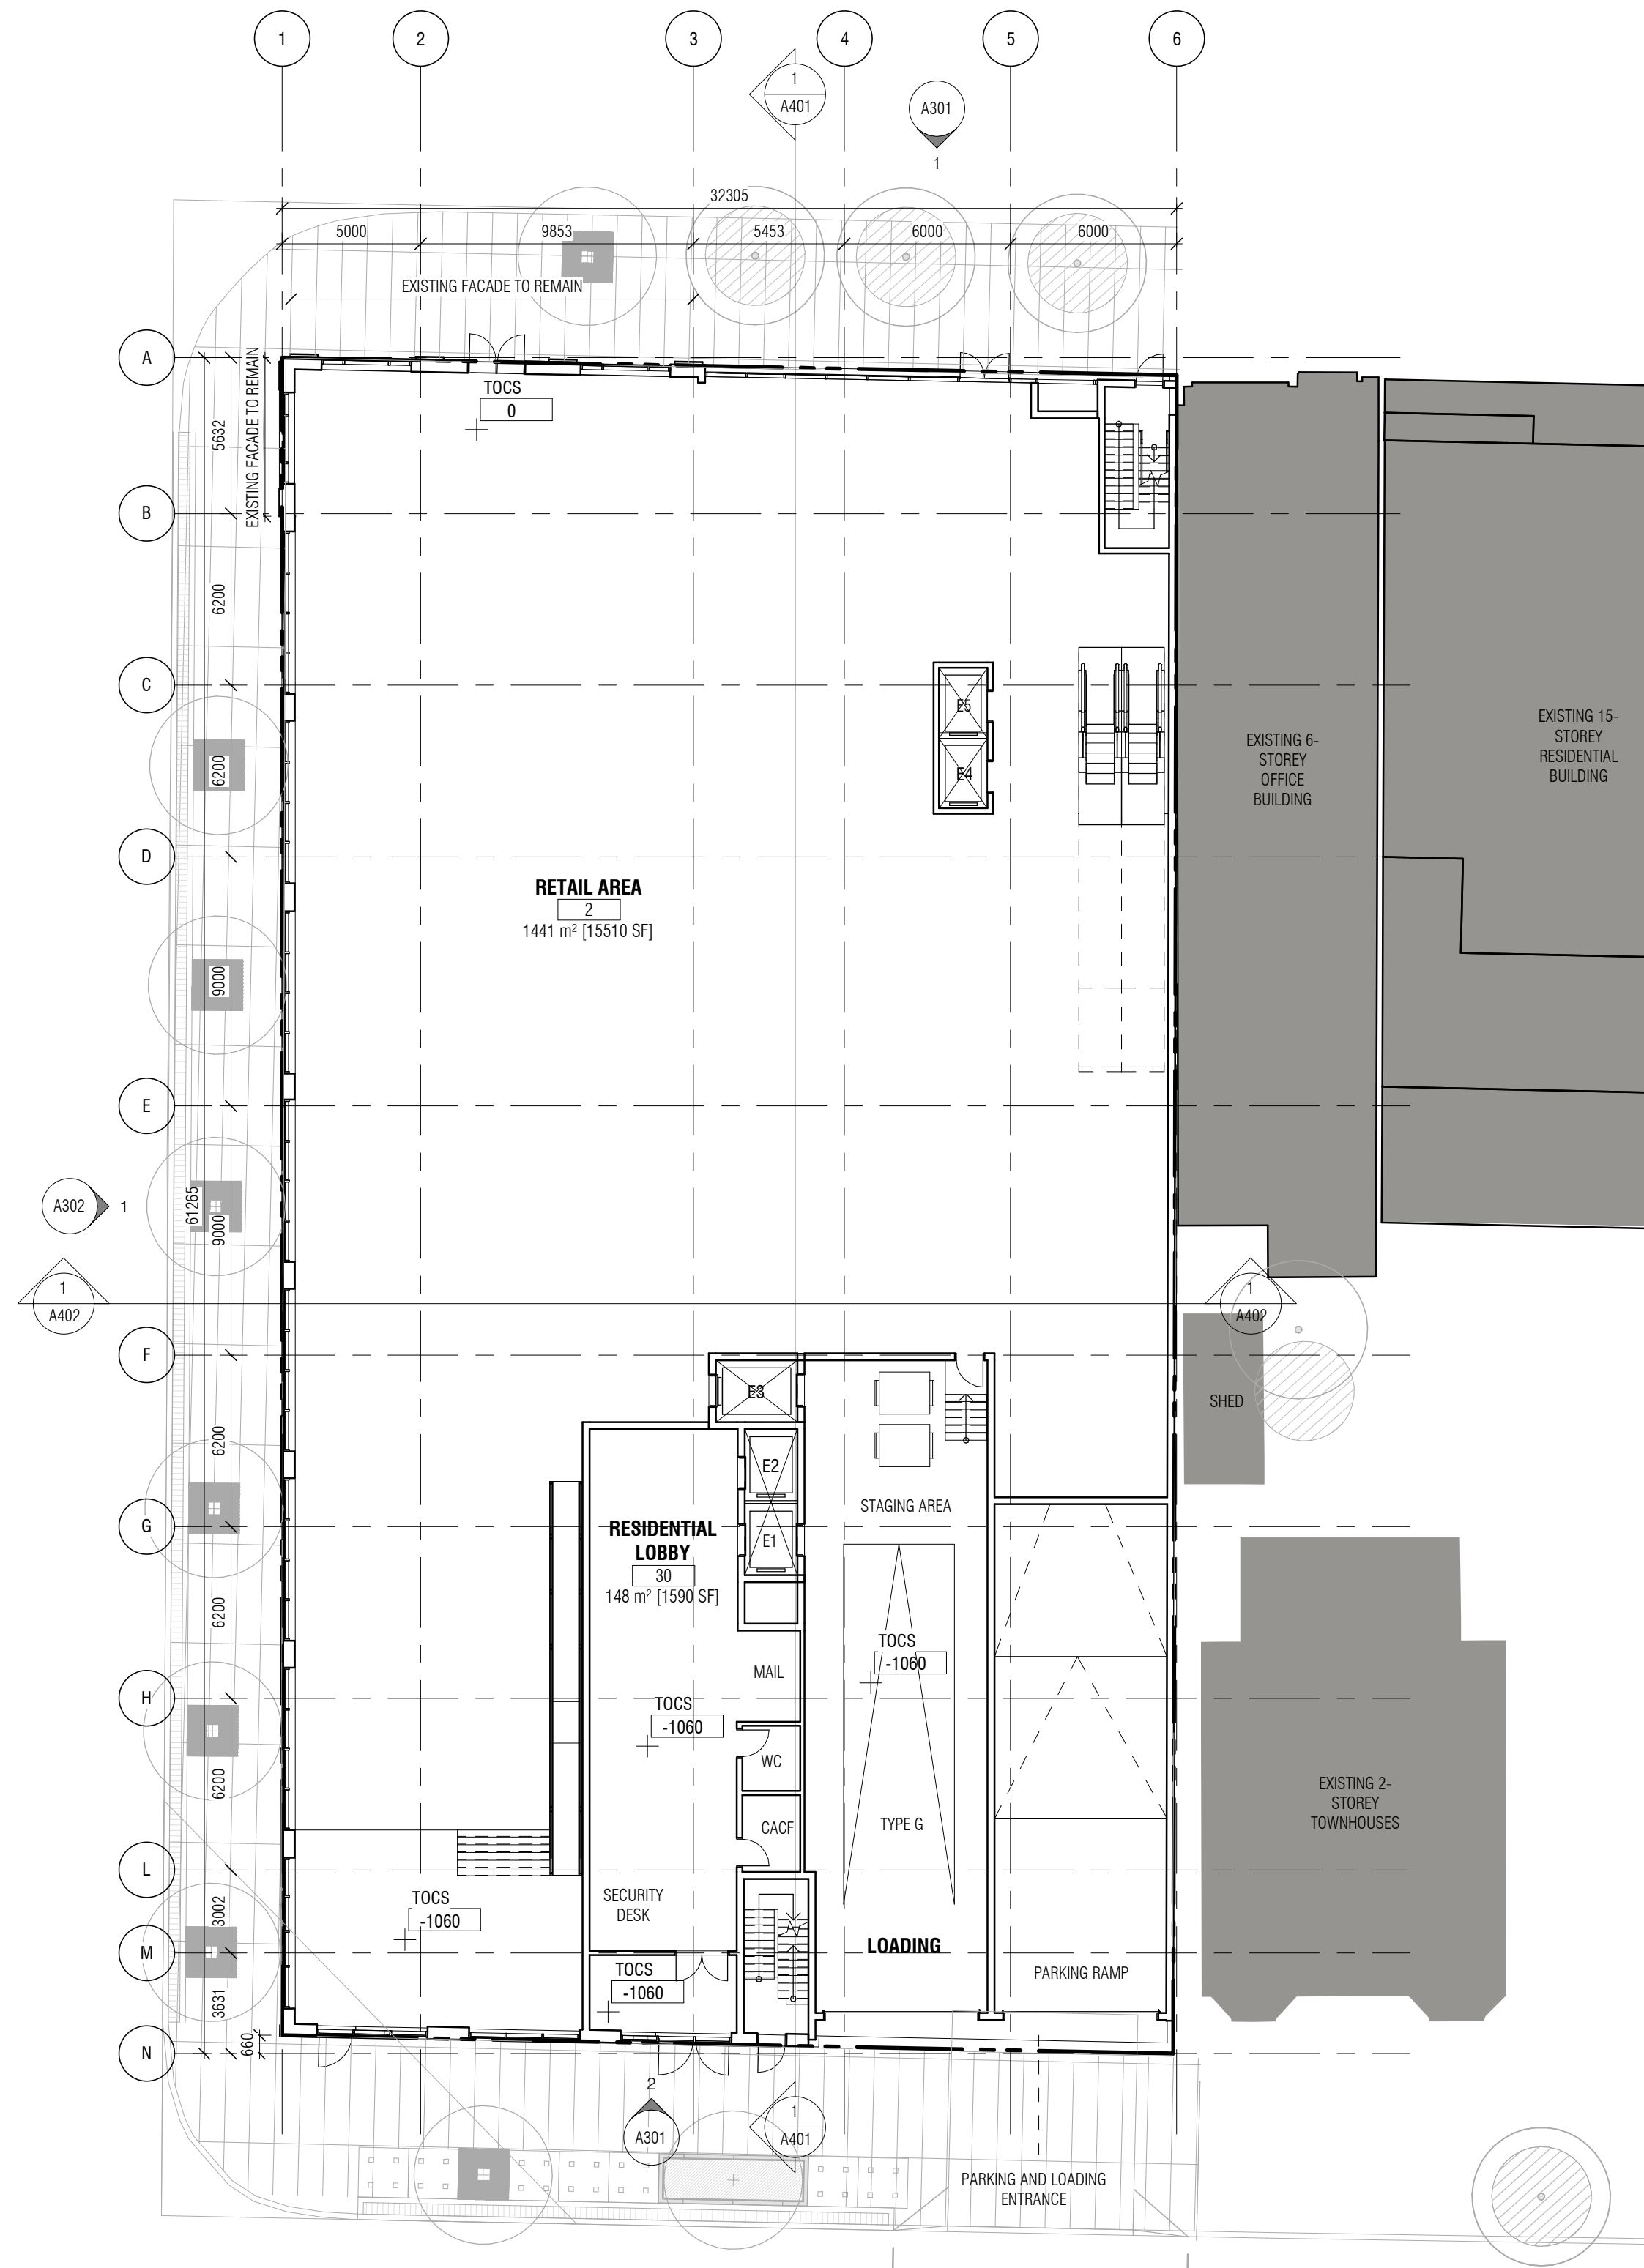 1 2 3 4 5 6
1
A401
A301
1
32305
5000 9853 5453 6000 6000
EXISTING FACADE TO REMAIN
A
EXISTING FACADE TO REMAIN
TOCS
0
5632
B
6200
C
E5
6200
E4
EXISTING 6-
STOREY
OFFICE
BUILDING
EXISTING 15-
STOREY
RESIDENTIAL
BUILDING
D
RETAIL AREA
2
1441 m² [15510 SF]
9000
E
A302
1
61265
9000
1
A402
1
A402
F
E3
SHED
6200
E2
STAGING AREA
G
RESIDENTIAL
LOBBY
30
148 m² [1590 SF]
E1
6200
TOCS
-1060
MAIL
H
TOCS
-1060
WC
6200
CACF
TYPE G
EXISTING 2-
STOREY
TOWNHOUSES
L
SECURITY
DESK
TOCS
-1060
3002
LOADING
M
TOCS
-1060
PARKING RAMP
3631
660
N
2
A301
1
A401
PARKING AND LOADING
ENTRANCE